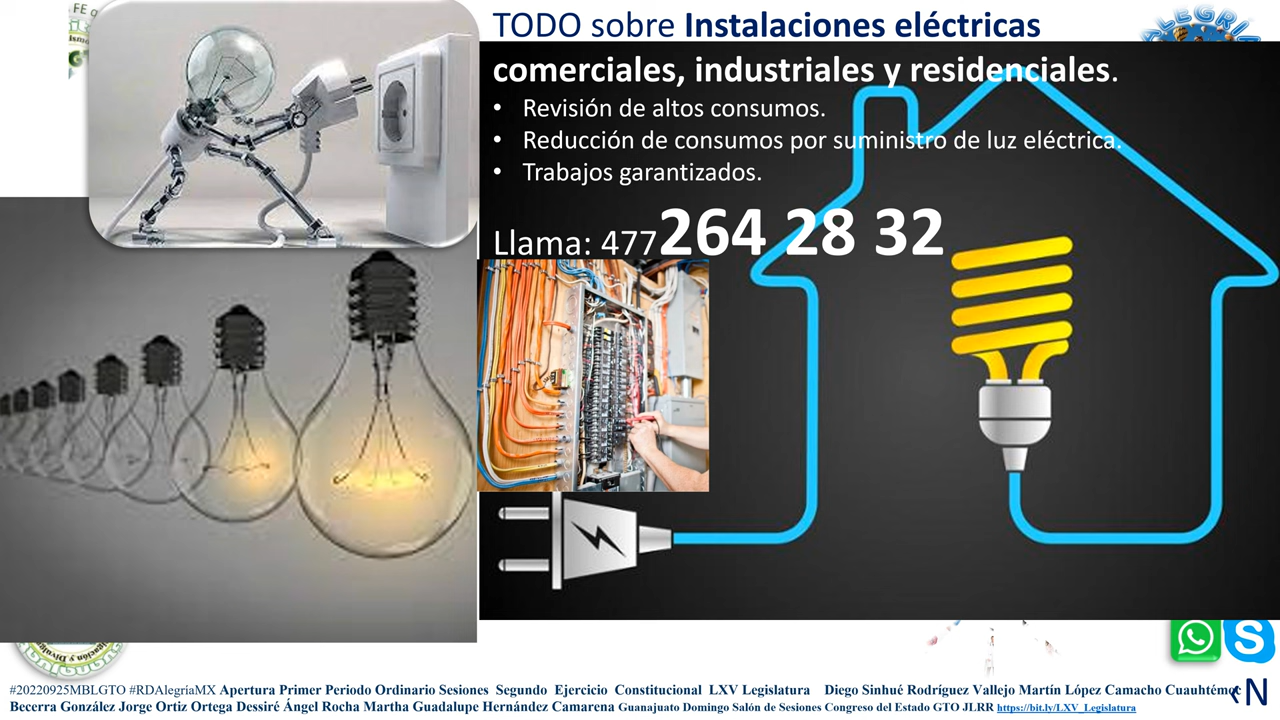 FE
TODO sobre Instalaciones eléctricas
ALEGRIA
comerciales, industriales y residenciales.
• Revisión de altos consumos.
• Reducción de consumos por suministro de luz eléctrica.
• Trabajos garantizados.
Llama: 477264 28 32
#20220925MBLGTO #RDAlegriaMX Apertura Primer Periodo Ordinario Sesiones Segundo Ejercicio Constitucional LXV Legislatura Diego Sinhué Rodríguez Vallejo Martín López Camacho Cuauhtémoc
Becerra González Jorge Ortiz Ortega Dessiré Ángel Rocha Martha Guadalupe Hernández Camarena Guanajuato Domingo Salón de Sesiones Congreso del Estado GTO JLRR https://bit.ly/LXV_Legislatura
N